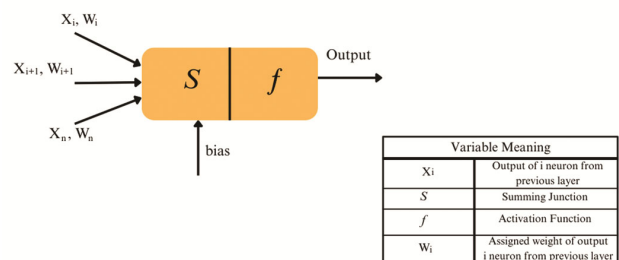 Xi, Wi
Output
Xi+1, Wi+1
S
f
Xn, Wn
bias
Variable Meaning
Xi
Output of i neuron from
previous layer
S
Summing Junction
f
Activation Function
Wi
Assigned weight of output
i neuron from previous layer